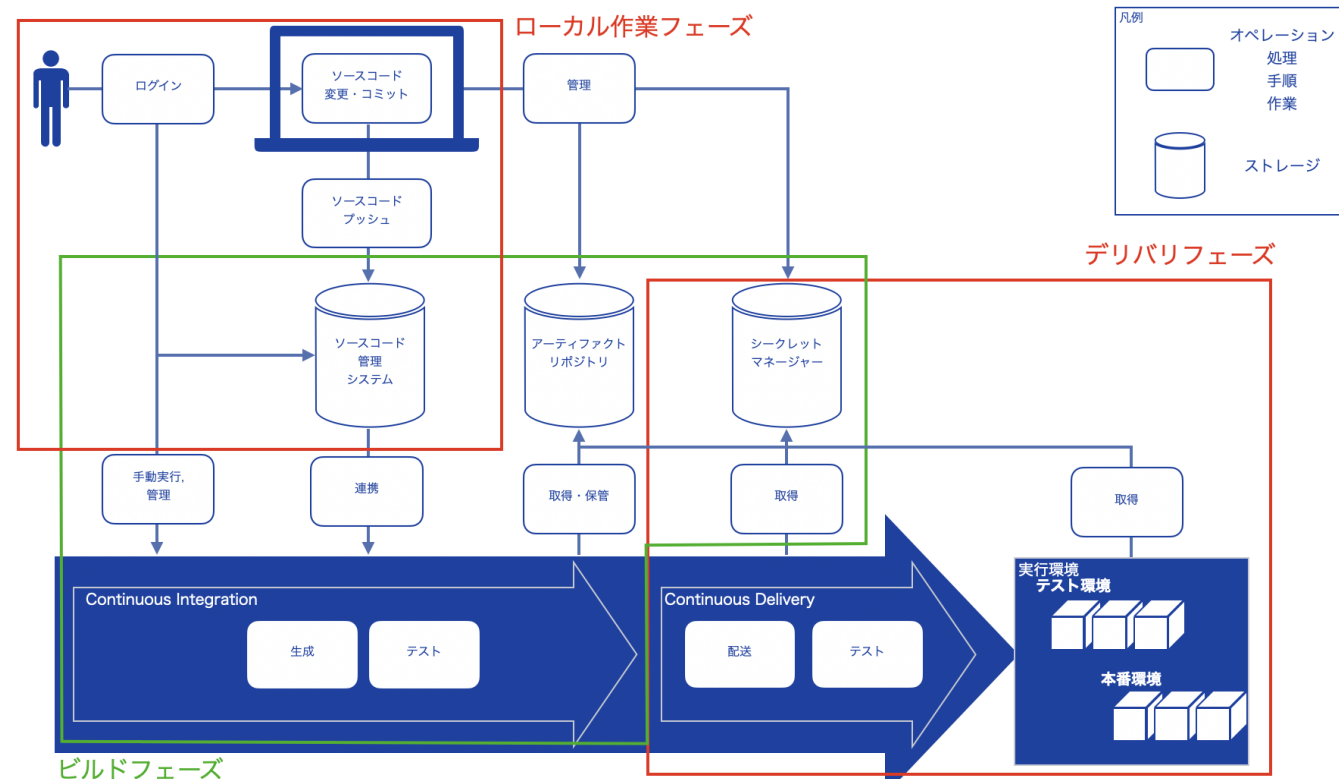 ローカル作業フェーズ
凡例
オペレーション
処理
手順
作業
ストレージ
ログイン
ソースコード
変更・コミット
管理
ソースコード
プッシュ
デリバリフェーズ
ソースコード
管理
システム
アーティファクト
リポジトリ
シークレット
マネージャー
手動実行,
管理
連携
取得・保管
取得
取得
Continuous Integration
生成
テスト
Continuous Delivery
配送
テスト
実行環境
テスト環境
本番環境
ビルドフェーズ